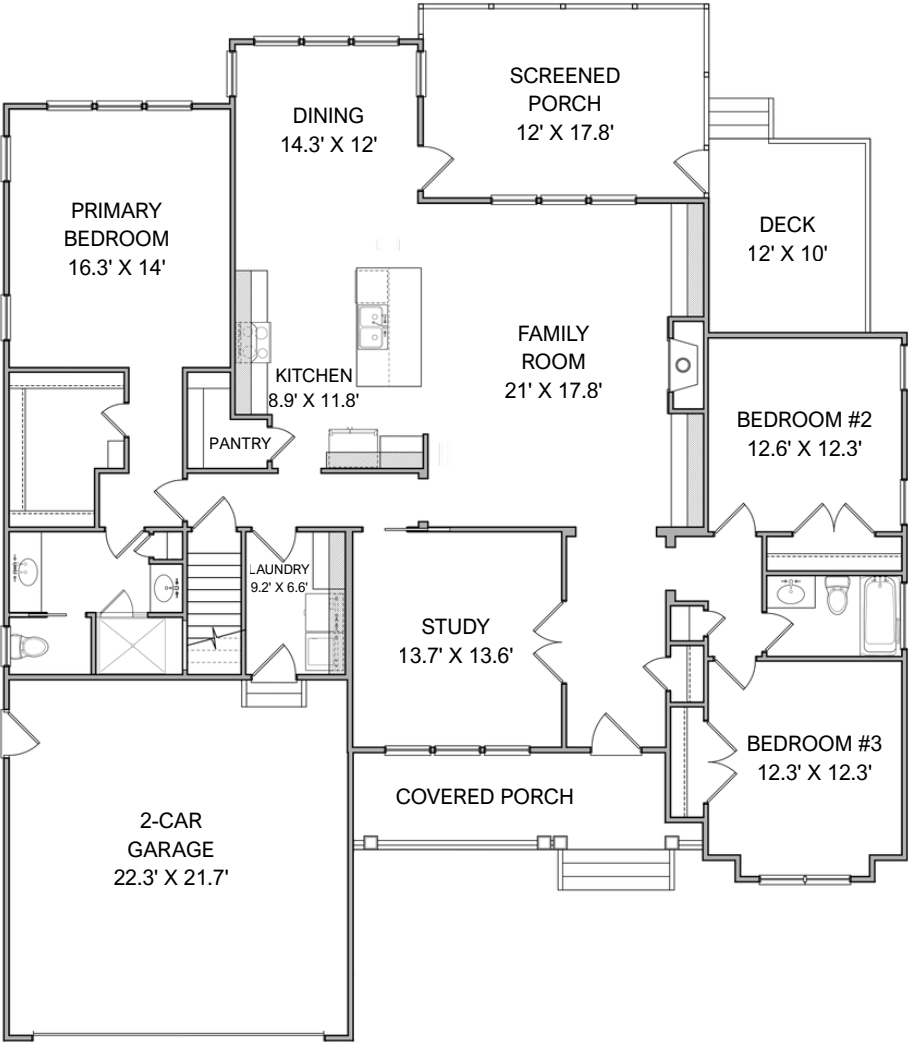 SCREENED
PORCH
12' X 17.8'
DINING
14.3' X 12'
PRIMARY
BEDROOM
16.3' X 14'
DECK
12' X 10'
FAMILY
ROOM
21' X 17.8'
KITCHEN
8.9' X 11.8'
PANTRY
BEDROOM #2
12.6' X 12.3'
LAUNDRY
9.2' X 6.6'
STUDY
13.7' X 13.6'
BEDROOM #3
12.3' X 12.3'
COVERED PORCH
2-CAR
GARAGE
22.3' X 21.7'